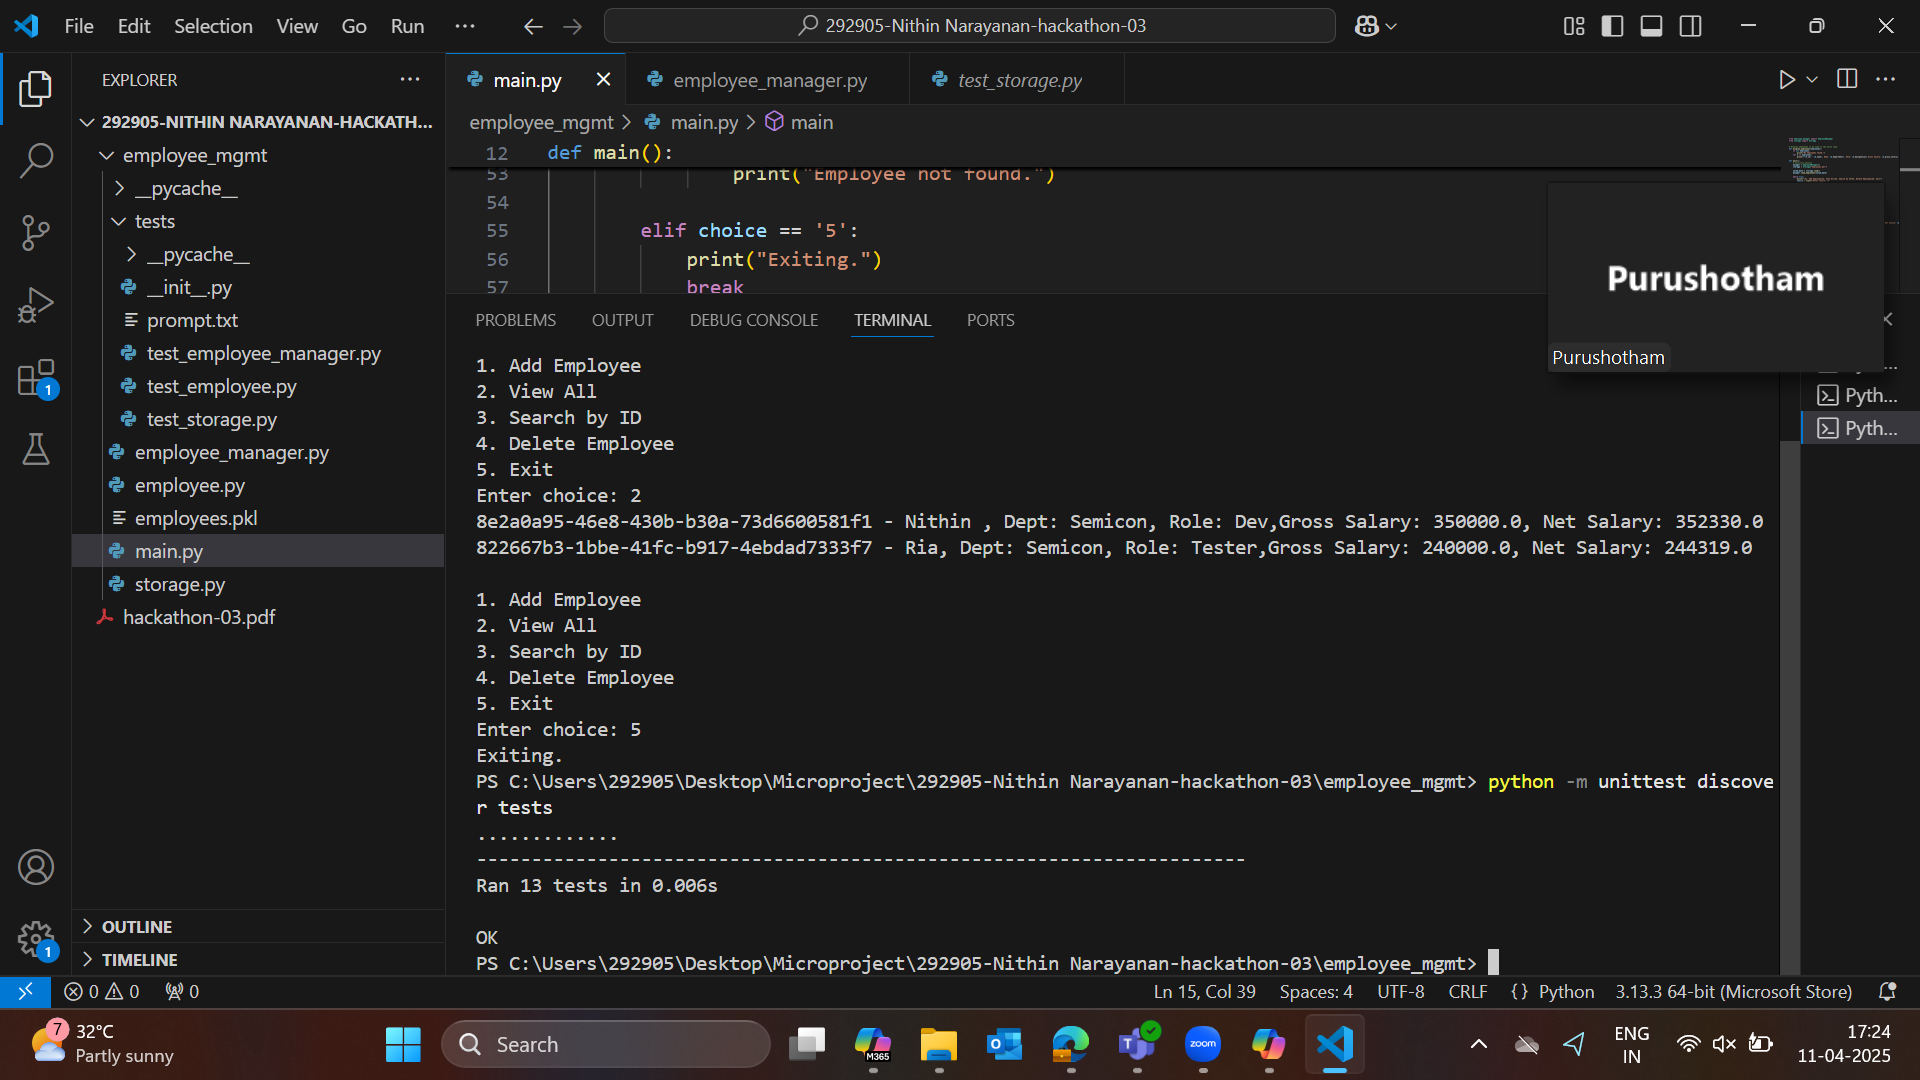 File Edit Selection View Go Run ···
292905-Nithin Narayanan-hackathon-03
EXPLORER
292905-NITHIN NARAYANAN-HACKATH...
employee_mgmt
__pycache__
tests
__pycache__
__init__.py
prompt.txt
test_employee_manager.py
test_employee.py
test_storage.py
employee_manager.py
employee.py
employees.pkl
main.py
storage.py
hackathon-03.pdf
OUTLINE
TIMELINE
1
1
main.py employee_manager.py test_storage.py
employee_mgmt > main.py > main
12 def main():
53 print("Employee not found.")
54
55 elif choice == '5':
56 print("Exiting.")
57 break
Purushotham
Purushotham
PROBLEMS OUTPUT DEBUG CONSOLE TERMINAL PORTS
Pyth...
Pyth...
1. Add Employee
2. View All
3. Search by ID
4. Delete Employee
5. Exit
Enter choice: 2
8e2a0a95-46e8-430b-b30a-73d6600581f1 - Nithin , Dept: Semicon, Role: Dev,Gross Salary: 350000.0, Net Salary: 352330.0
822667b3-1bbe-41fc-b917-4ebdad7333f7 - Ria, Dept: Semicon, Role: Tester,Gross Salary: 240000.0, Net Salary: 244319.0
1. Add Employee
2. View All
3. Search by ID
4. Delete Employee
5. Exit
Enter choice: 5
Exiting.
PS C:\Users\292905\Desktop\Microproject\292905-Nithin Narayanan-hackathon-03\employee_mgmt> python -m unittest discove
r tests
.............
----------------------------------------------------------------------
Ran 13 tests in 0.006s
OK
PS C:\Users\292905\Desktop\Microproject\292905-Nithin Narayanan-hackathon-03\employee_mgmt>
0 0 0 Ln 15, Col 39 Spaces: 4 UTF-8 CRLF {} Python 3.13.3 64-bit (Microsoft Store)
7 32°C
Partly sunny
Search
M365
zoom
ENG
IN
17:24
11-04-2025